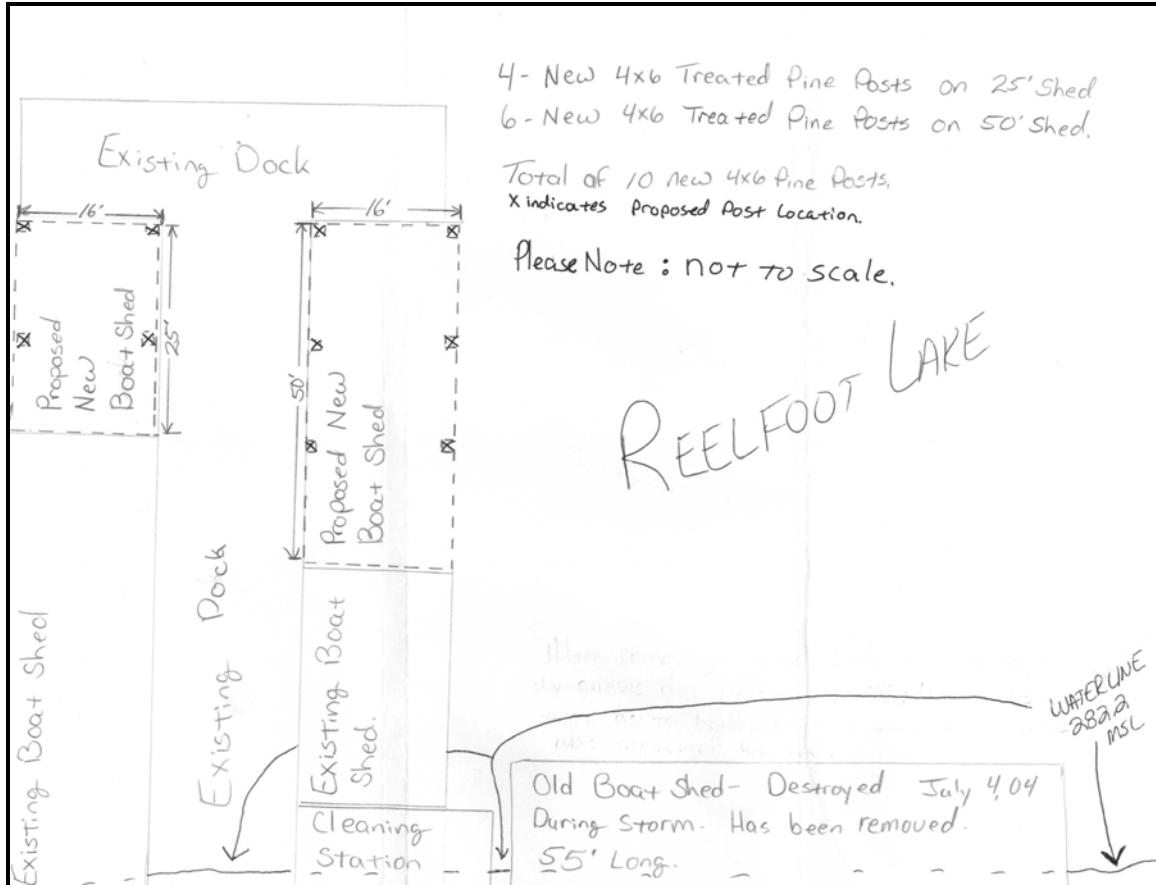 4- New 4x6 Treated Pine Posts on 25' Shed
6- New 4x6 Treated Pine Posts on 50' Shed.
Total of 10 new 4x6 Pine Posts.
X indicates Proposed Post Location.
Please Note: not to scale.
Existing Dock
16'
16'
25'
50'
Proposed
New
Boat Shed
Proposed New
Boat Shed
REELFOOT LAKE
Existing Boat Shed
Existing Dock
Existing Boat
Shed.
Cleaning
Station
WATERLINE
282.2
MSL
Old Boat Shed- Destroyed July 4, 04
During Storm. Has been removed.
55' Long.